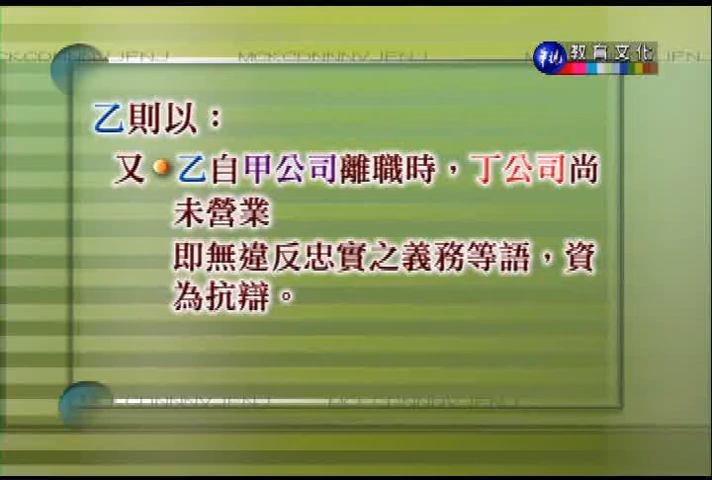 華視 教育文化
乙則以：
又•乙自甲公司離職時，丁公司尚
未營業
即無違反忠實之義務等語，資
為抗辯。